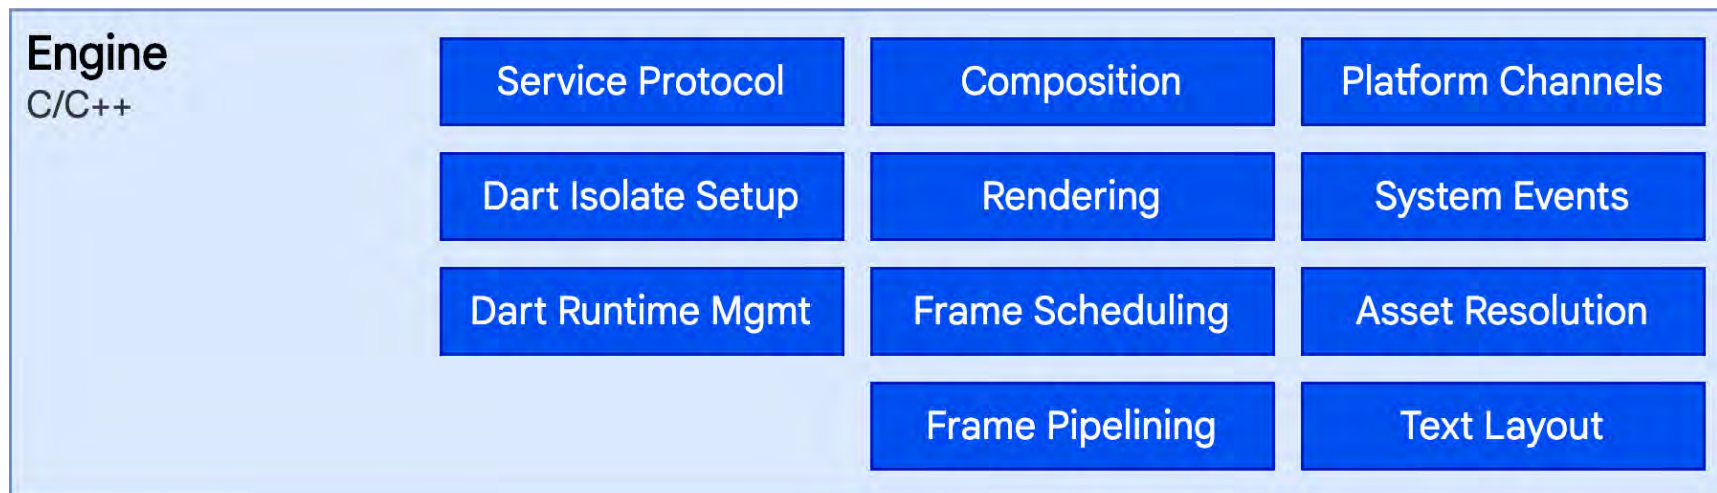 Engine
C/C++
Service Protocol
Composition
Platform Channels
Dart Isolate Setup
Rendering
System Events
Dart Runtime Mgmt
Frame Scheduling
Asset Resolution
Frame Pipelining
Text Layout